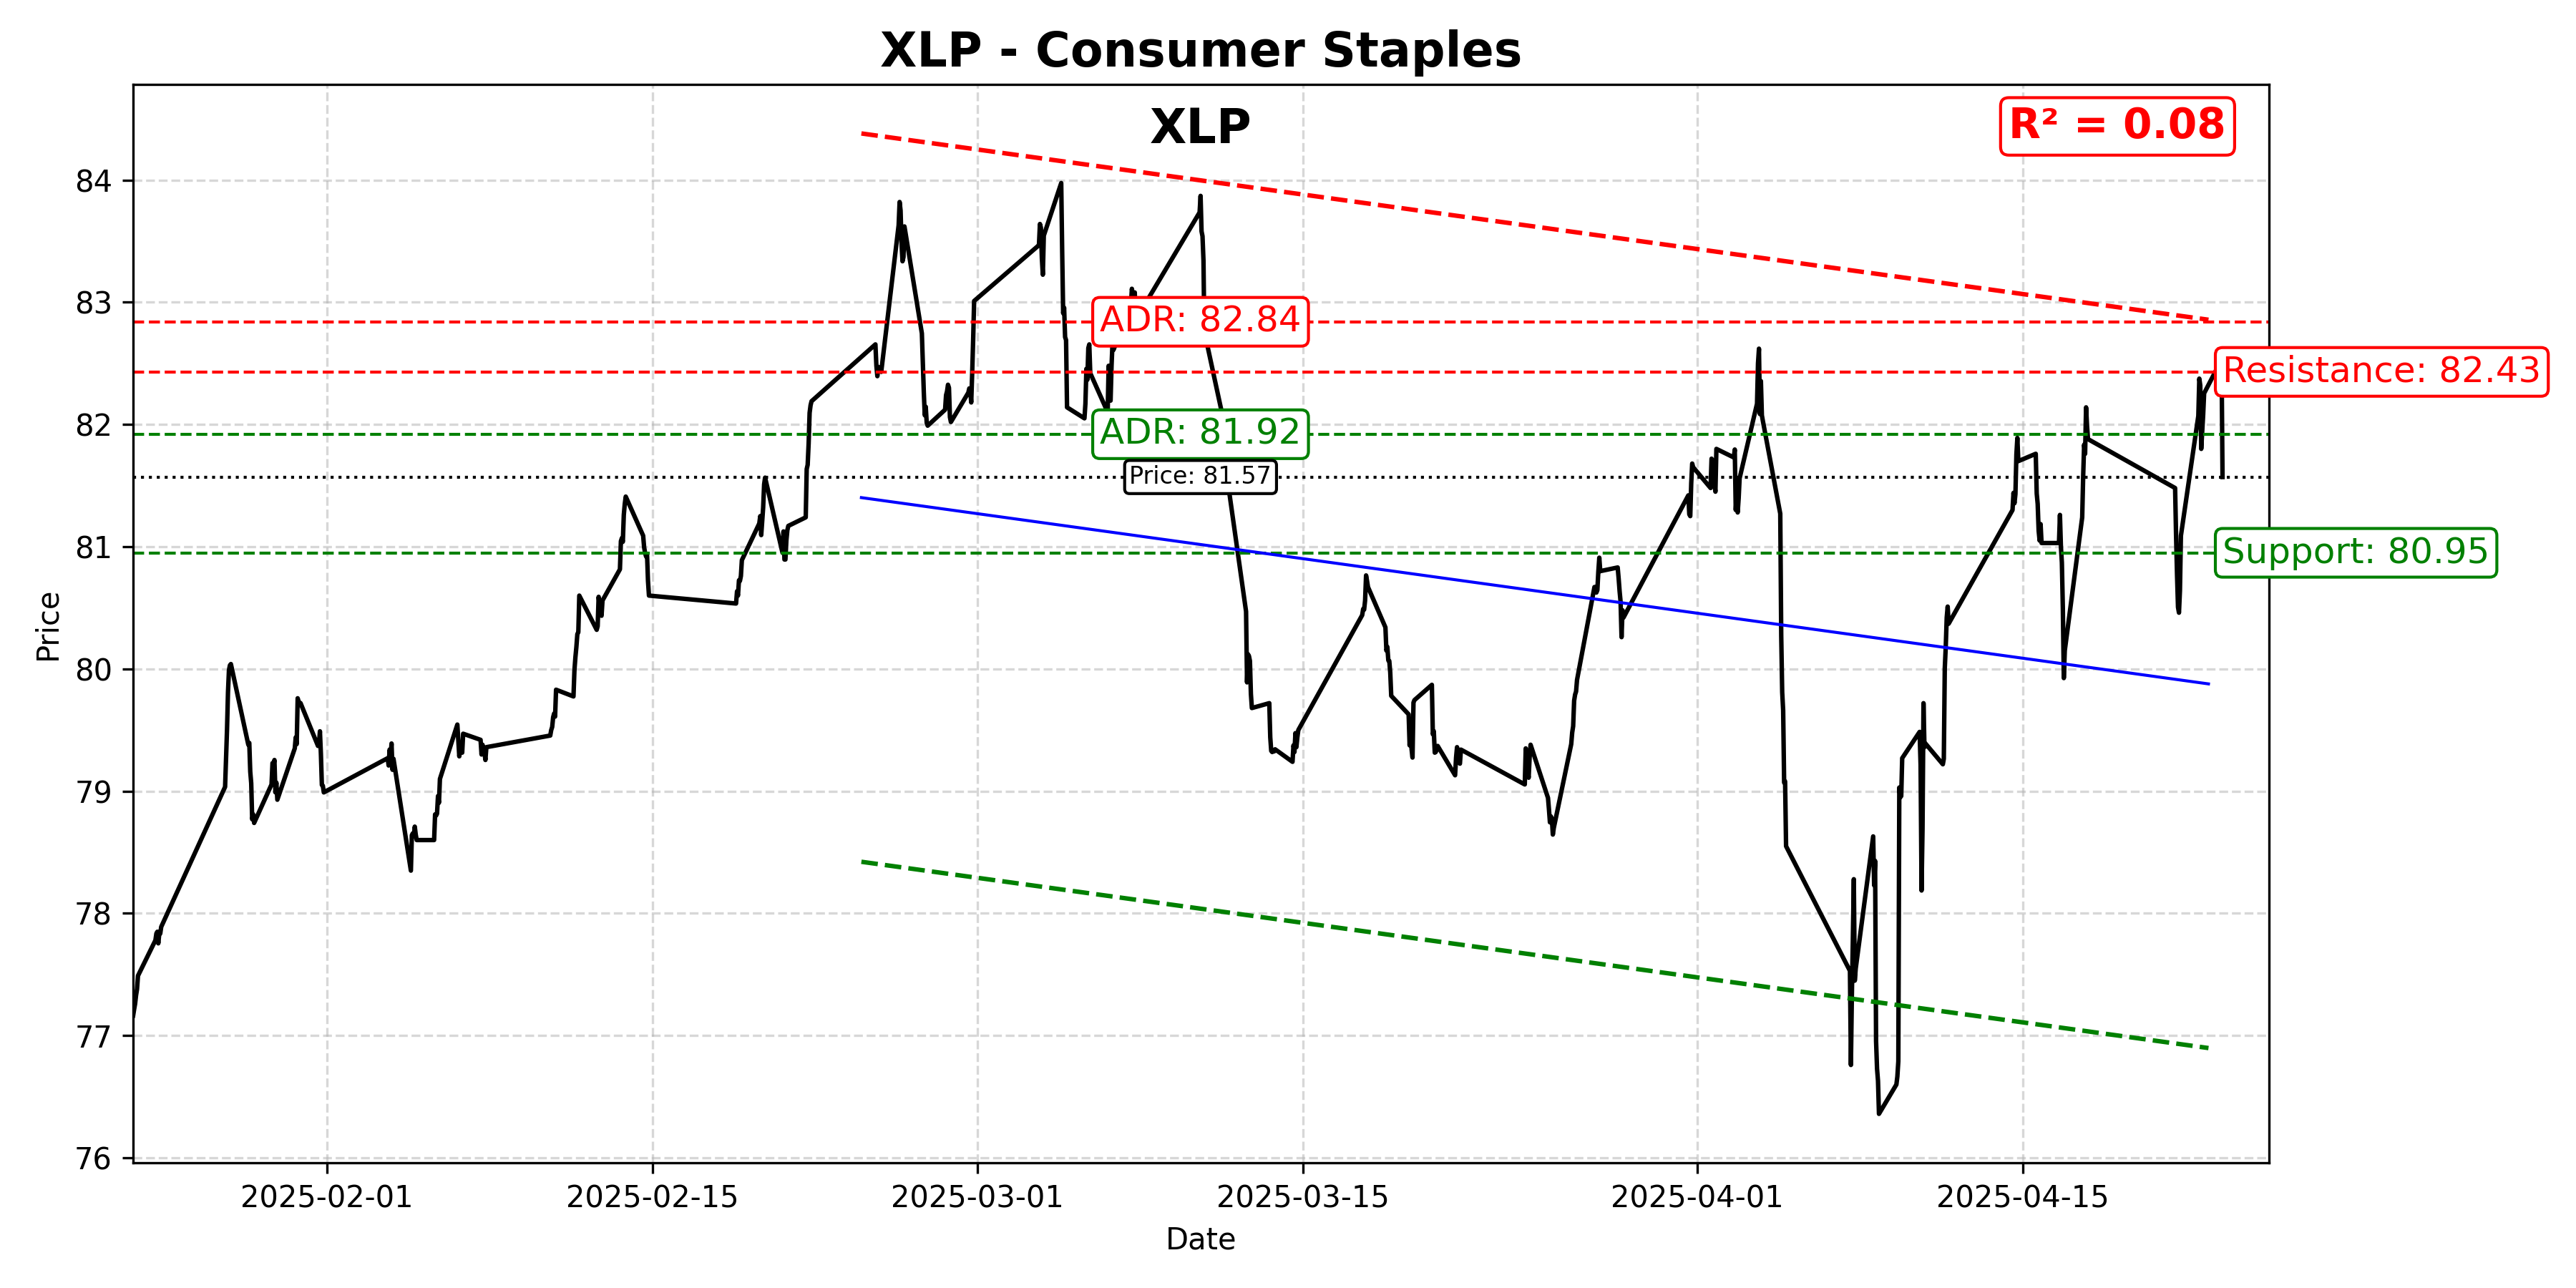 XLP - Consumer Staples
XLP
R² = 0.08
84
83
82
81
80
79
78
77
76
Price
ADR: 82.84
Resistance: 82.43
ADR: 81.92
Price: 81.57
Support: 80.95
2025-02-01
2025-02-15
2025-03-01
2025-03-15
2025-04-01
2025-04-15
Date